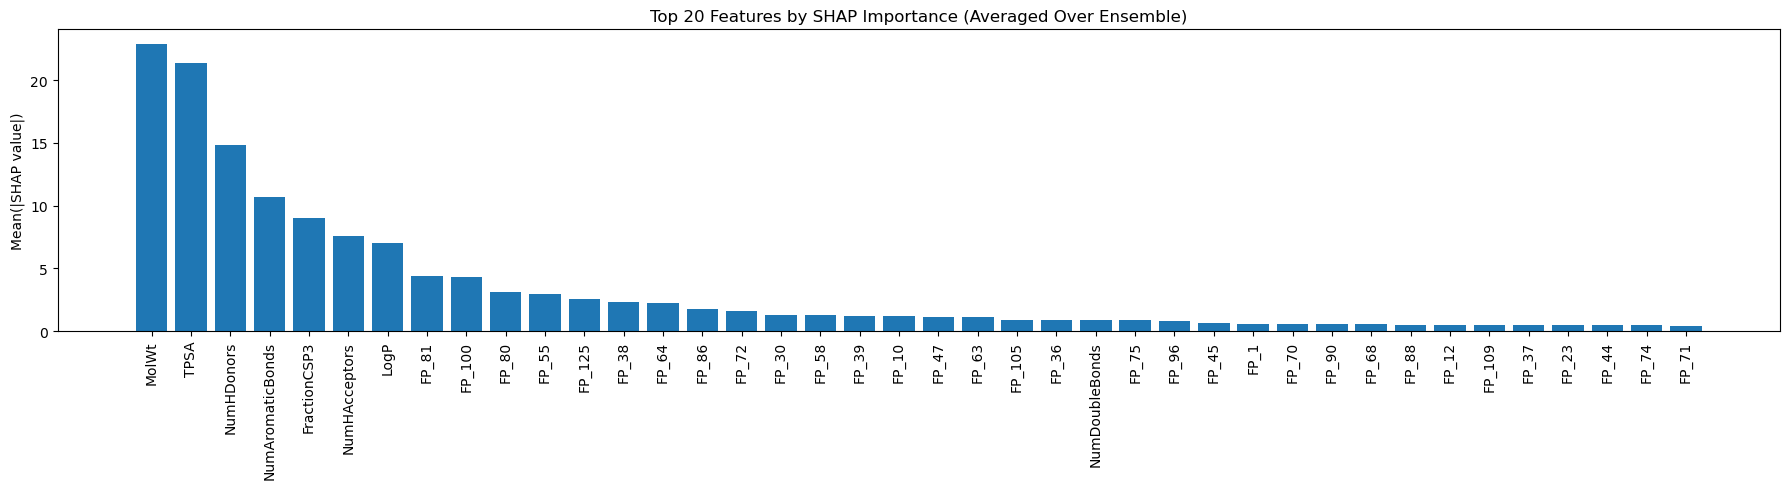 Top 20 Features by SHAP Importance (Averaged Over Ensemble)
Mean(|SHAP value|)
20
15
10
5
0
MolWt
TPSA
NumHDonors
NumAromaticBonds
FractionCSP3
NumHAcceptors
LogP
FP_81
FP_100
FP_80
FP_55
FP_125
FP_38
FP_64
FP_86
FP_72
FP_30
FP_58
FP_39
FP_10
FP_47
FP_63
FP_105
FP_36
NumDoubleBonds
FP_75
FP_96
FP_45
FP_1
FP_70
FP_90
FP_68
FP_88
FP_12
FP_109
FP_37
FP_23
FP_44
FP_74
FP_71